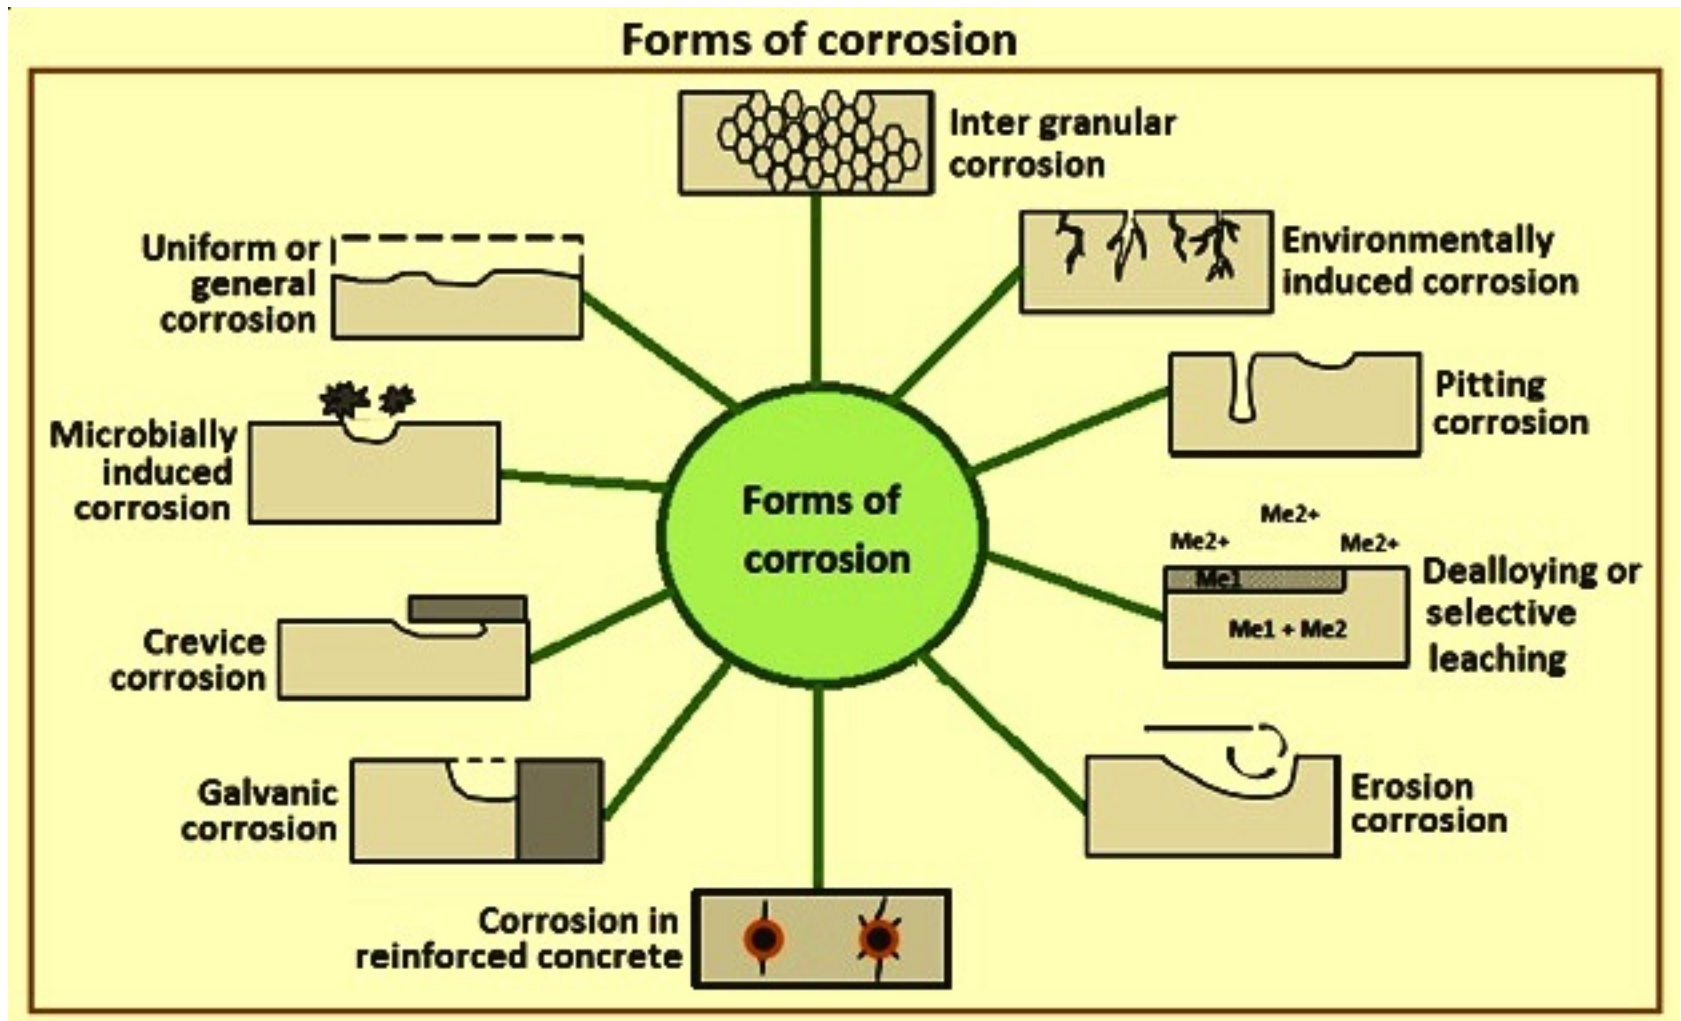 Forms of corrosion
Inter granular
corrosion
Environmentally
induced corrosion
Pitting
corrosion
Me2+
Me2+
Me2+
Me1
Me1 + Me2
Dealloying or
selective
leaching
Erosion
corrosion
Corrosion in
reinforced concrete
Galvanic
corrosion
Crevice
corrosion
Microbially
induced
corrosion
Uniform or
general
corrosion
Forms of
corrosion